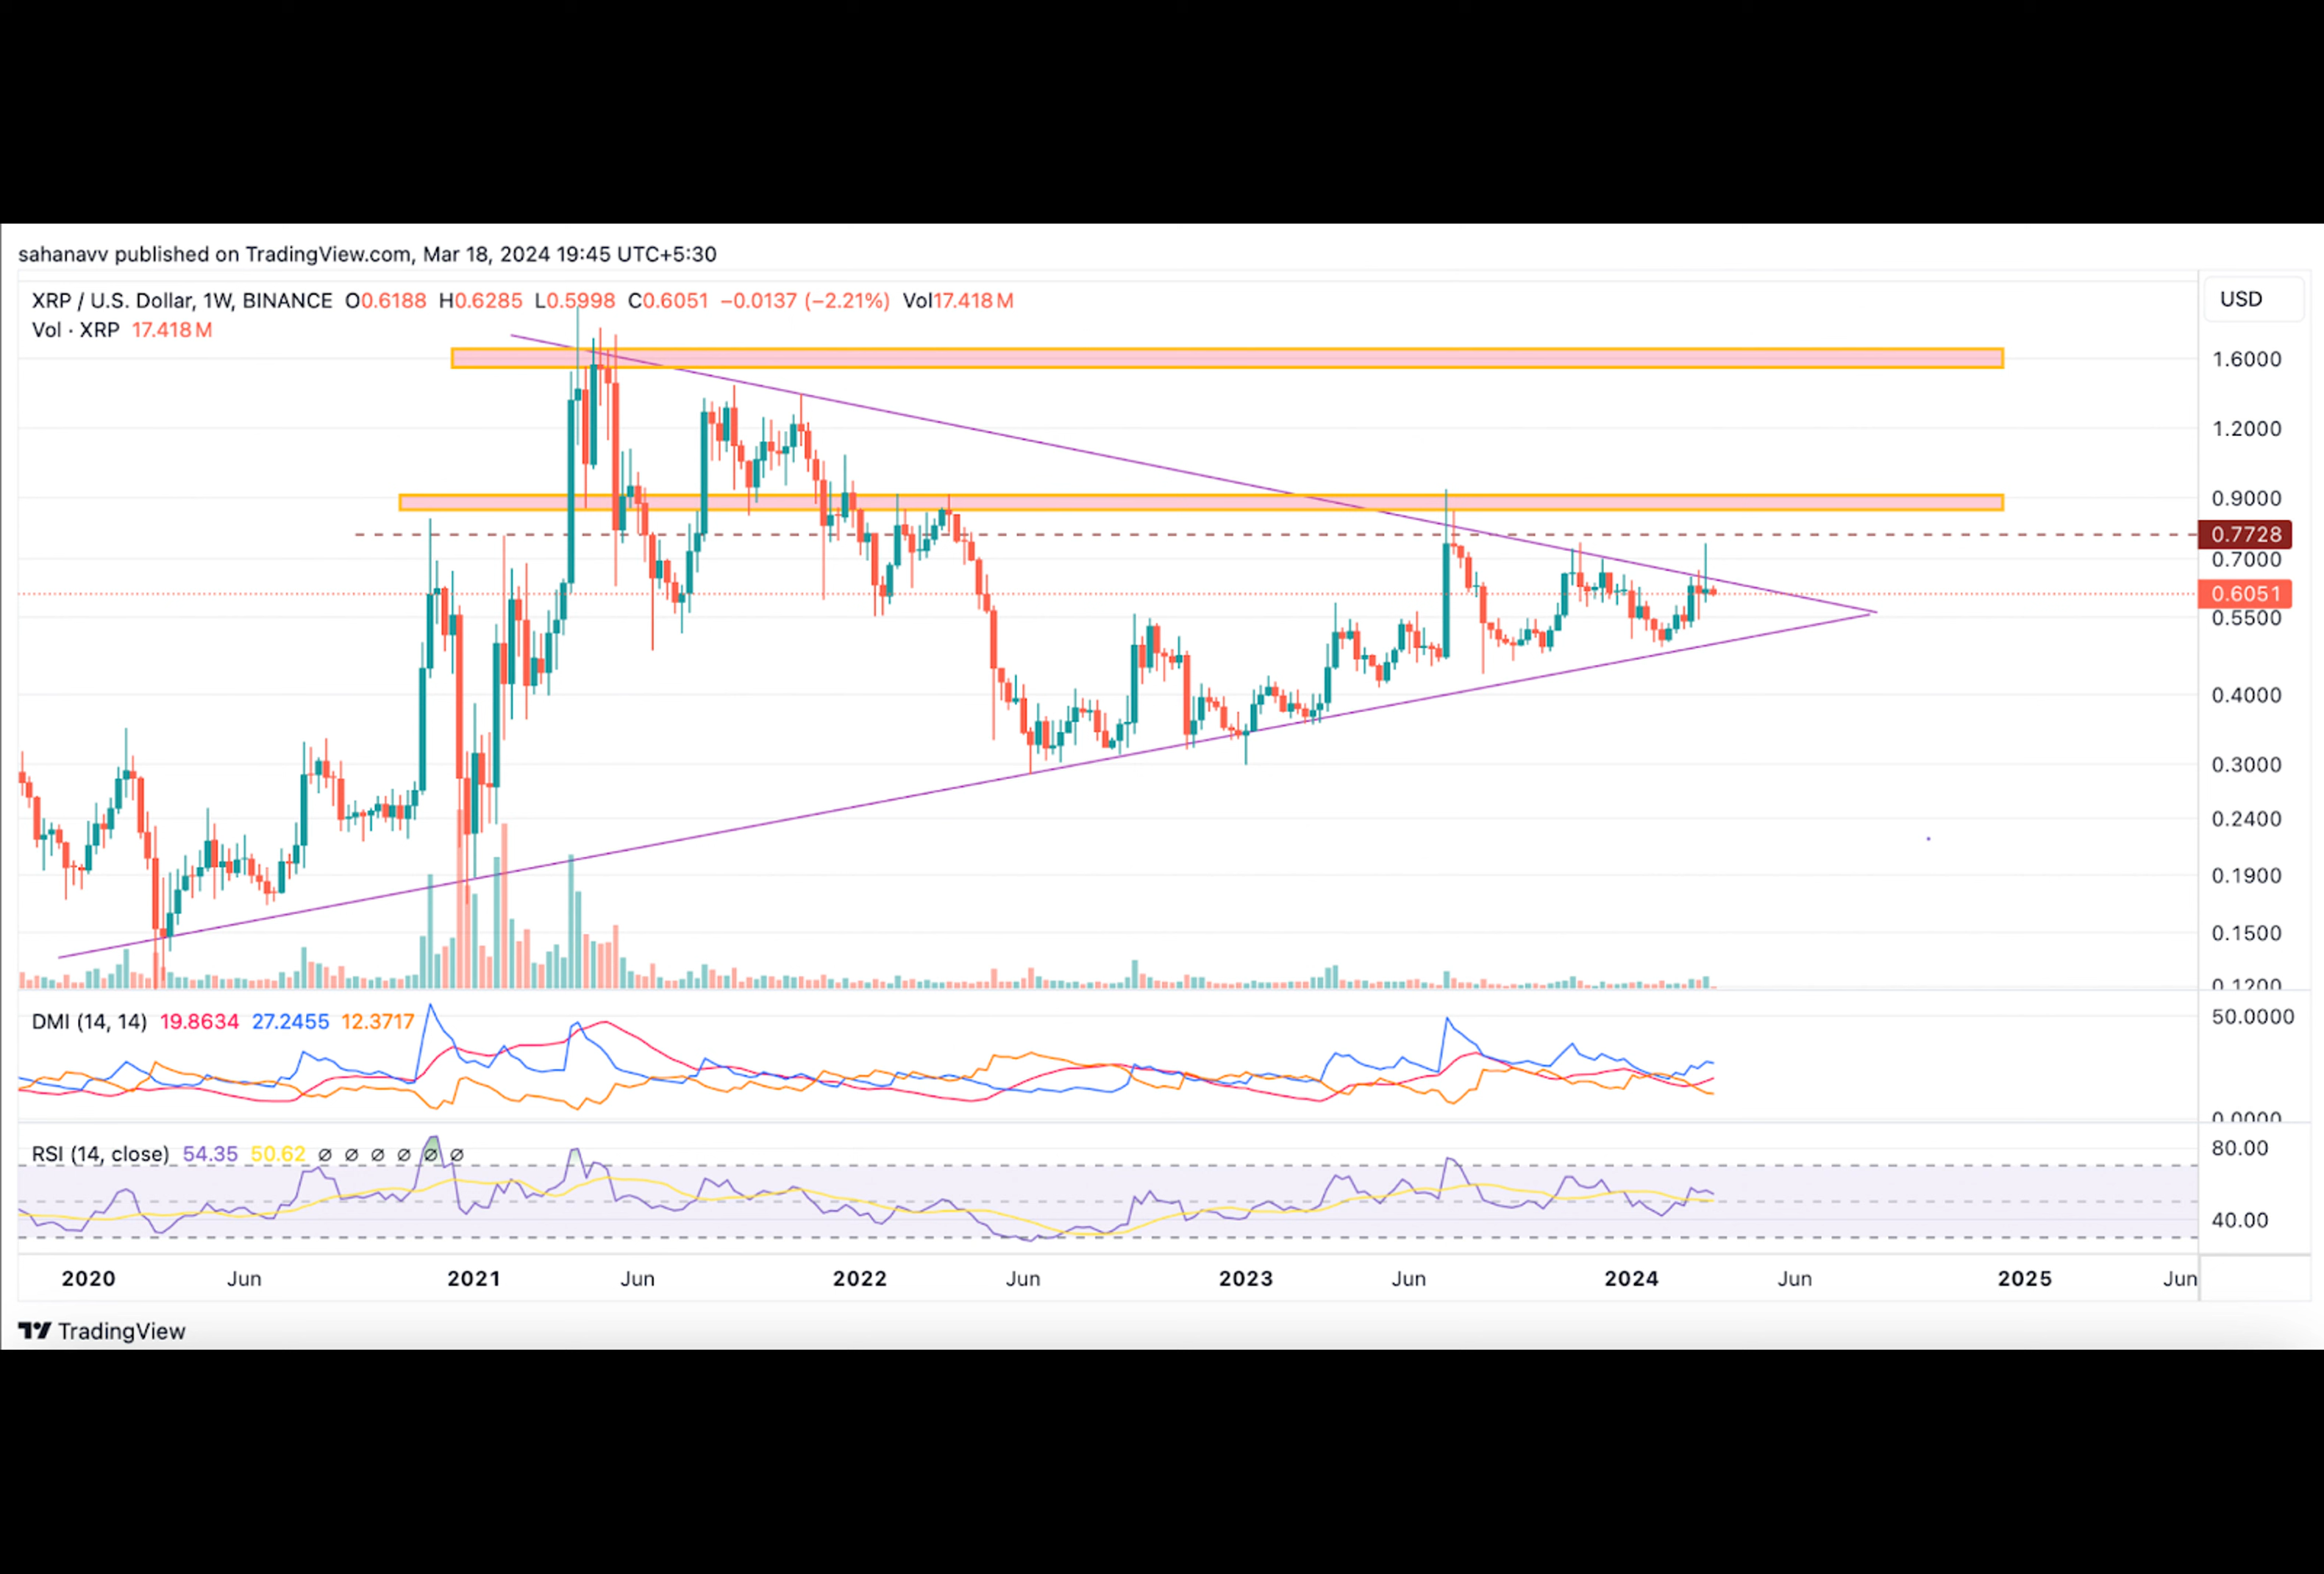 sahanavv published on TradingView.com, Mar 18, 2024 19:45 UTC+5:30
XRP / U.S. Dollar, 1W, BINANCE O0.6188 H0.6285 L0.5998 C0.6051 −0.0137 (−2.21%) Vol17.418 M
Vol · XRP 17.418 M
USD
1.6000
1.2000
0.9000
0.7728
0.7000
0.6051
0.5500
0.4000
0.3000
0.2400
0.1900
0.1500
0.1200
DMI (14, 14) 19.8634 27.2455 12.3717
50.0000
0.0000
RSI (14, close) 54.35 50.62 ∅ ∅ ∅ ∅ ∅ ∅
80.00
40.00
2020 Jun 2021 Jun 2022 Jun 2023 Jun 2024 Jun 2025 Jun
TradingView